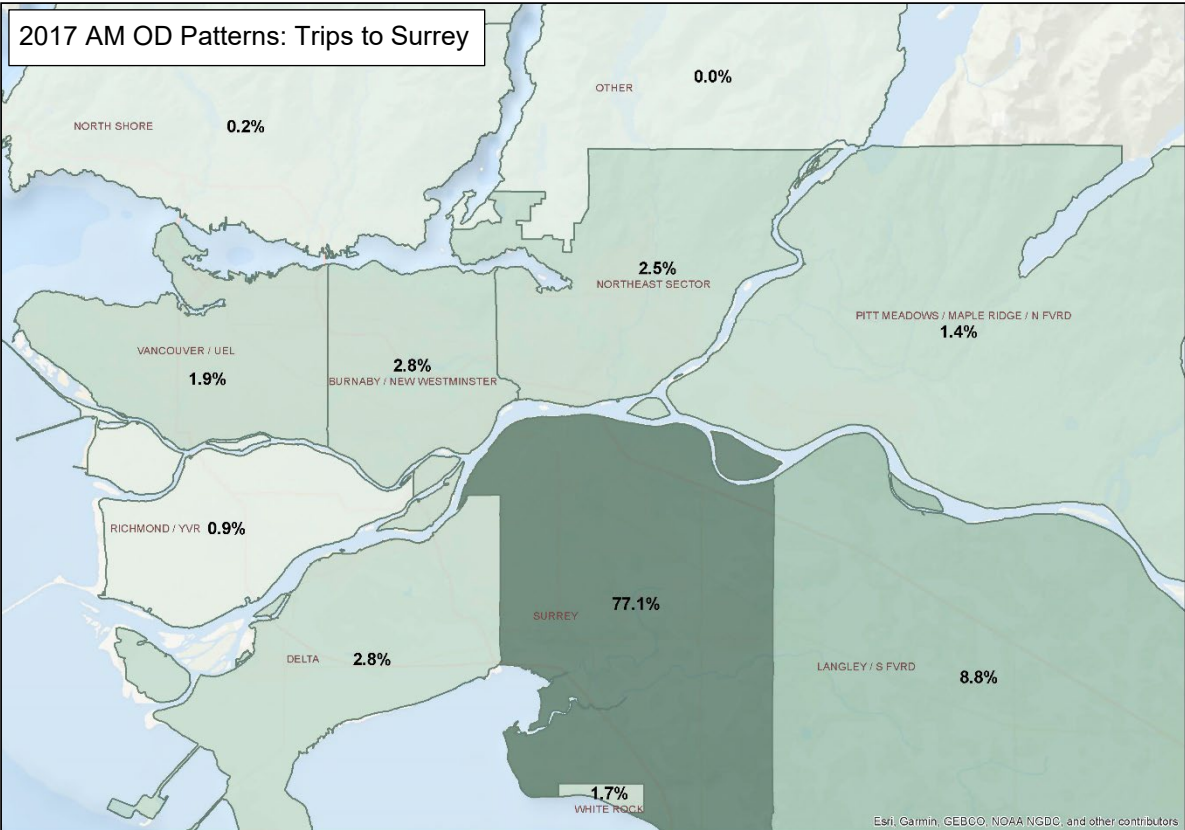 2017 AM OD Patterns: Trips to Surrey
OTHER
0.0%
NORTH SHORE
0.2%
2.5%
NORTHEAST SECTOR
PITT MEADOWS / MAPLE RIDGE / N FVRD
1.4%
VANCOUVER / UEL
1.9%
2.8%
BURNABY / NEW WESTMINSTER
RICHMOND / YVR 0.9%
SURREY 77.1%
DELTA 2.8%
LANGLEY / S FVRD 8.8%
1.7%
WHITE ROCK
Esri, Garmin, GEBCO, NOAA NGDC, and other contributors